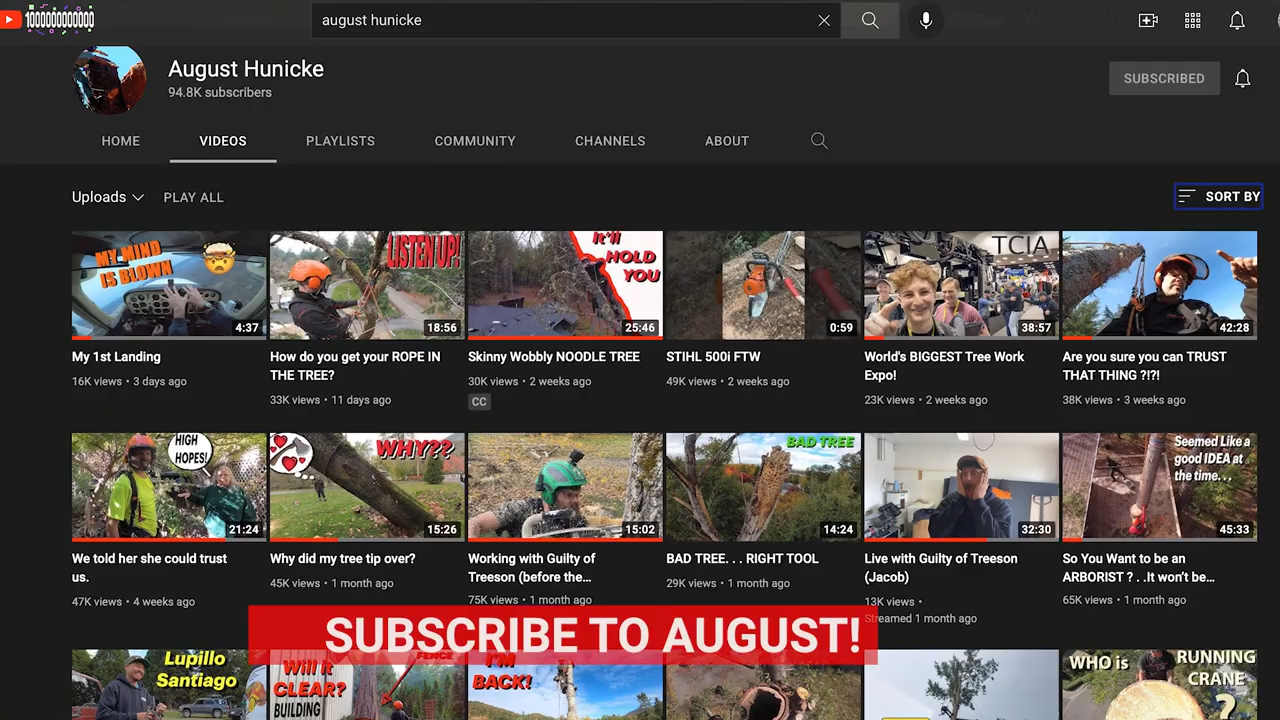 10000000000
august hunicke
August Hunicke
94.8K subscribers
SUBSCRIBED
HOME
VIDEOS
PLAYLISTS
COMMUNITY
CHANNELS
ABOUT
Uploads
PLAY ALL
SORT BY
MY MIND
IS BLOWN
4:37
LISTEN UP!
18:56
It'll
HOLD
YOU
25:46
0:59
TCIA
38:57
42:28
My 1st Landing
16K views • 3 days ago
How do you get your ROPE IN
THE TREE?
33K views • 11 days ago
Skinny Wobbly NOODLE TREE
30K views • 2 weeks ago
CC
STIHL 500i FTW
49K views • 2 weeks ago
World's BIGGEST Tree Work
Expo!
23K views • 2 weeks ago
Are you sure you can TRUST
THAT THING ?!?!
38K views • 3 weeks ago
HIGH
HOPES!
21:24
WHY??
15:26
15:02
BAD TREE
14:24
32:30
Seemed Like a
good IDEA at
the time. . .
45:33
We told her she could trust
us.
47K views • 4 weeks ago
Why did my tree tip over?
45K views • 1 month ago
Working with Guilty of
Treeson (before the...
75K views • 1 month ago
BAD TREE. . . RIGHT TOOL
29K views • 1 month ago
Live with Guilty of Treeson
(Jacob)
13K views •
Streamed 1 month ago
So You Want to be an
ARBORIST ? . .It won't be...
65K views • 1 month ago
SUBSCRIBE TO AUGUST!
Lupillo
Santiago
Will it
CLEAR?
BUILDING
FENCE
I'M
BACK!
WHO is
RUNNING
CRANE
?